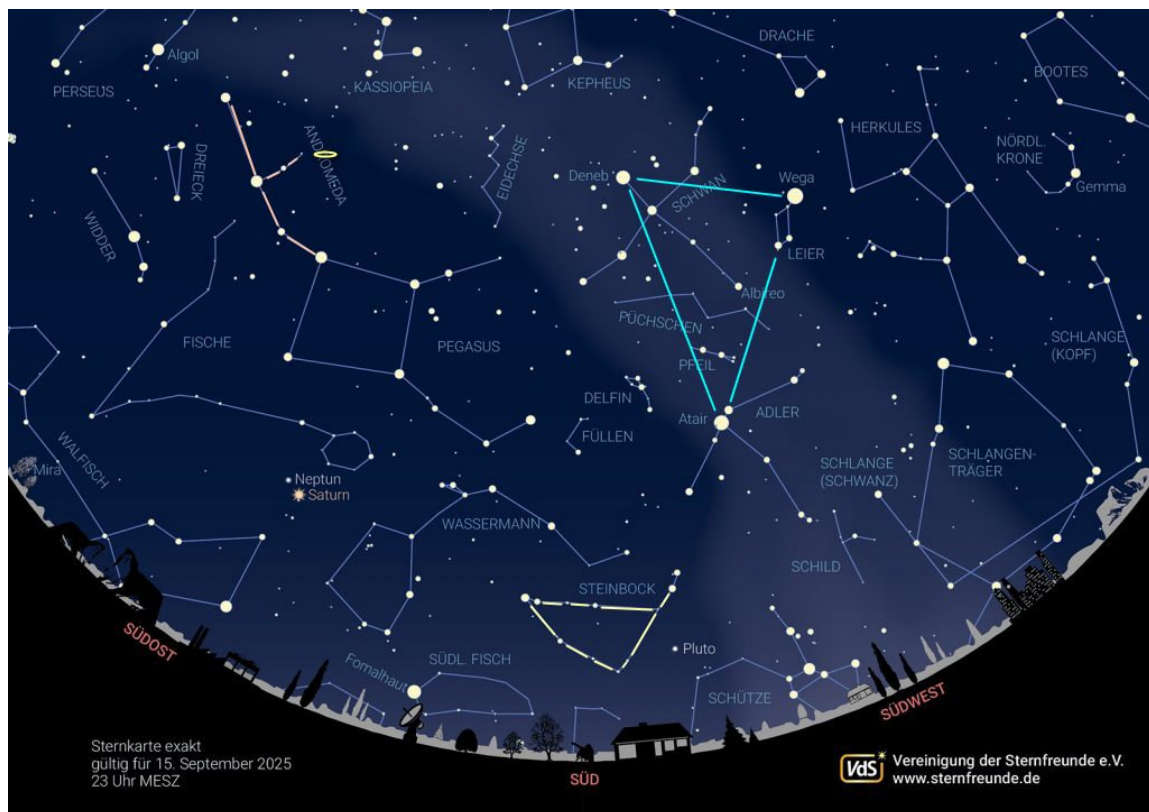 DRACHE
Algol
BOOTES
PERSEUS
KASSIOPEIA
KEPHEUS
HERKULES
ANDROMEDA
DREIECK
EIDECHSE
NÖRDL.
KRONE
Deneb
SCHWAN
Wega
Gemma
WIDDER
LEIER
Albireo
PÜCHSCHEN
FISCHE
PEGASUS
SCHLANGE
(KOPF)
PFEIL
DELFIN
Atair
ADLER
FÜLLEN
WALFISCH
Mira
SCHLANGE
(SCHWANZ)
SCHLANGEN-
TRÄGER
Neptun
Saturn
WASSERMANN
STEINBOCK
SCHILD
SÜDOST
Pluto
Fomalhaut
SÜDL. FISCH
SCHÜTZE
SÜDWEST
Sternkarte exakt
gültig für 15. September 2025
23 Uhr MESZ
SÜD
VdS
Vereinigung der Sternfreunde e.V.
www.sternfreunde.de